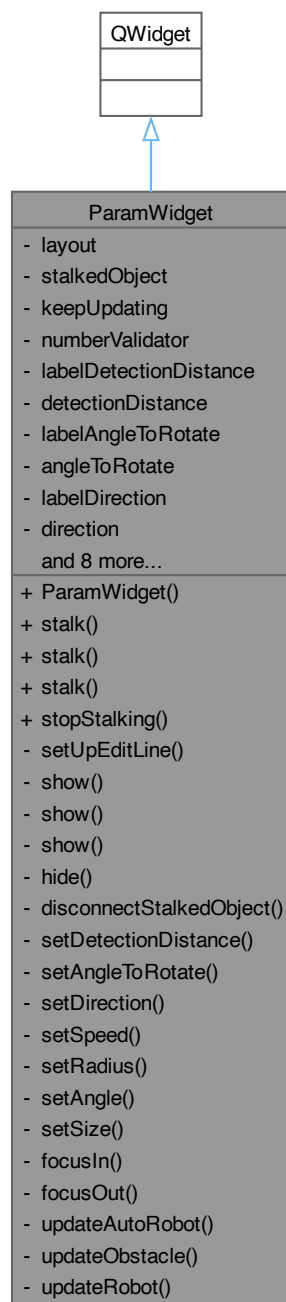 QWidget
ParamWidget
- layout
- stalkedObject
- keepUpdating
- numberValidator
- labelDetectionDistance
- detectionDistance
- labelAngleToRotate
- angleToRotate
- labelDirection
- direction
and 8 more...
+ ParamWidget()
+ stalk()
+ stalk()
+ stalk()
+ stopStalking()
- setUpEditLine()
- show()
- show()
- show()
- hide()
- disconnectStalkedObject()
- setDetectionDistance()
- setAngleToRotate()
- setDirection()
- setSpeed()
- setRadius()
- setAngle()
- setSize()
- focusIn()
- focusOut()
- updateAutoRobot()
- updateObstacle()
- updateRobot()